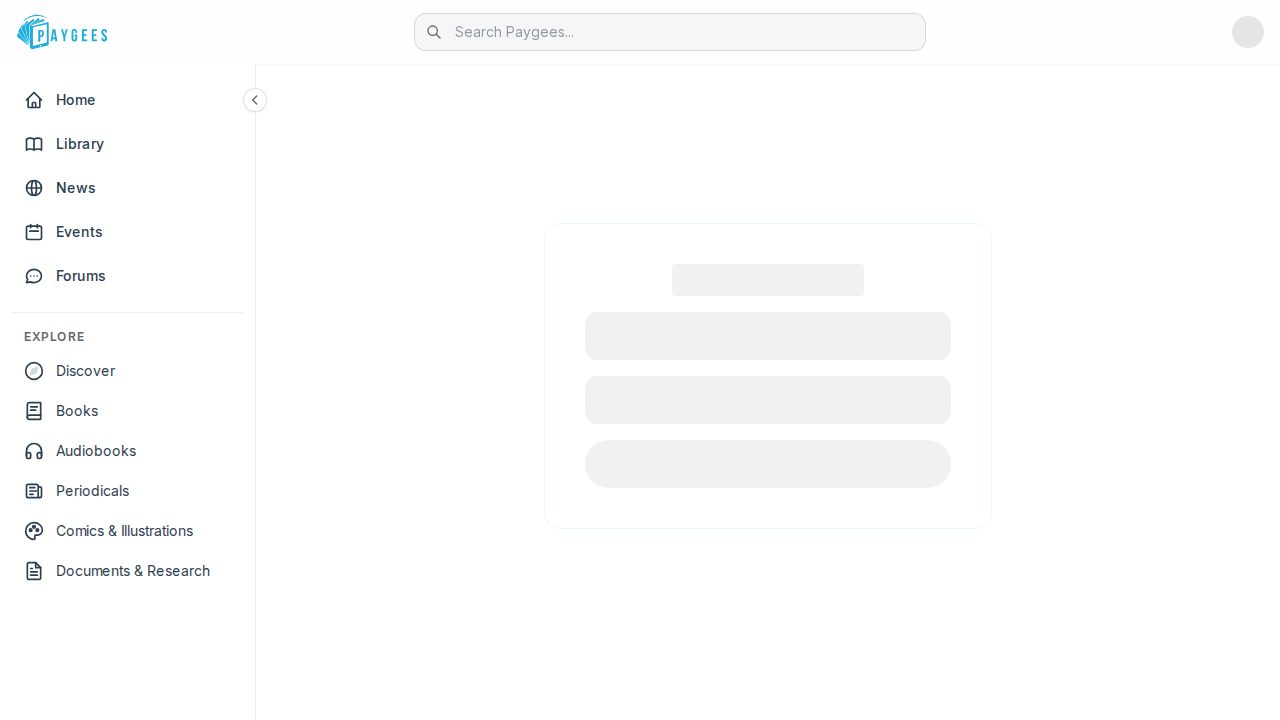 PAYGEES
Search Paygees...
Home
Library
News
Events
Forums
EXPLORE
Discover
Books
Audiobooks
Periodicals
Comics & Illustrations
Documents & Research